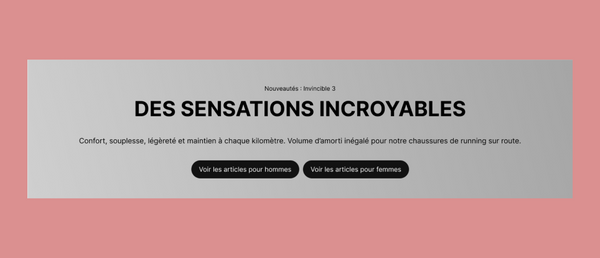 Nouveautés : Invincible 3
DES SENSATIONS INCROYABLES
Confort, souplesse, légèreté et maintien à chaque kilomètre. Volume d'amorti inégalé pour notre chaussures de running sur route.
Voir les articles pour hommes
Voir les articles pour femmes